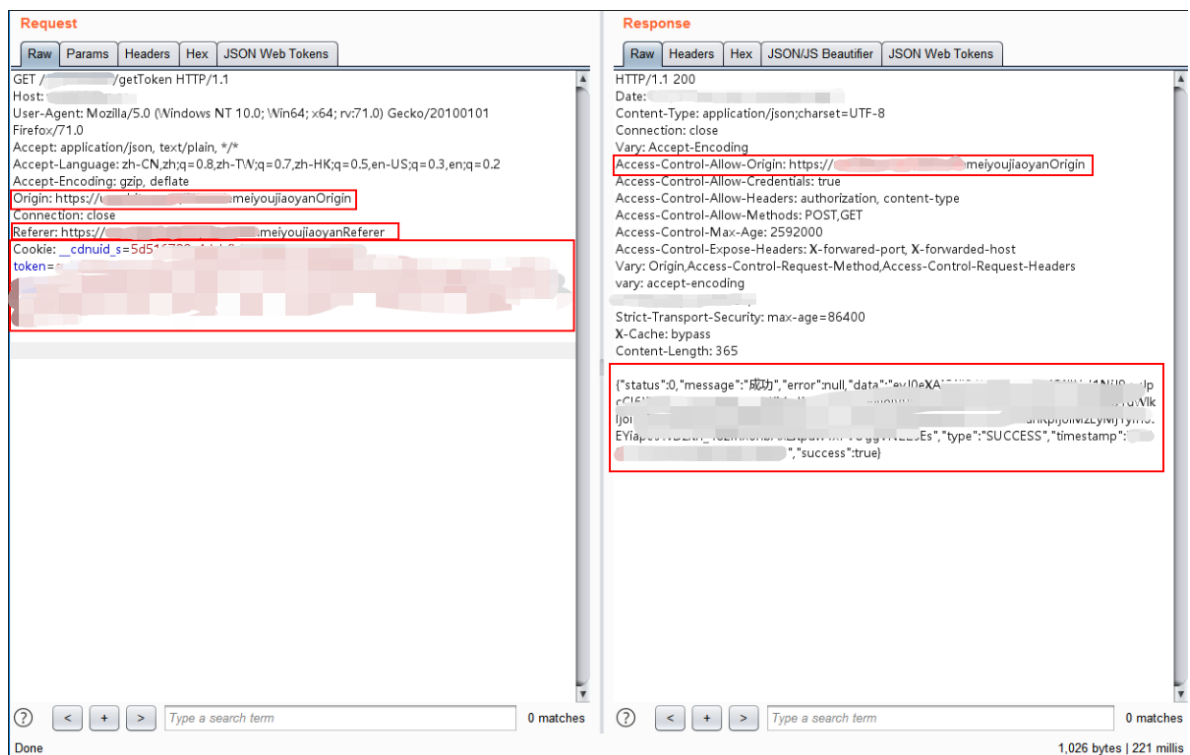 Request
Raw Params Headers Hex JSON Web Tokens
GET / /getToken HTTP/1.1
Host:
User-Agent: Mozilla/5.0 (Windows NT 10.0; Win64; x64; rv:71.0) Gecko/20100101
Firefox/71.0
Accept: application/json, text/plain, */*
Accept-Language: zh-CN,zh;q=0.8,zh-TW;q=0.7,zh-HK;q=0.5,en-US;q=0.3,en;q=0.2
Accept-Encoding: gzip, deflate
Origin: https:// meiyoujiaoyanOrigin
Connection: close
Referer: https:// .meiyoujiaoyanReferer
Cookie: __cdnuid_s=
token=
? < + > Type a search term 0 matches
Done
Response
Raw Headers Hex JSON/JS Beautifier JSON Web Tokens
HTTP/1.1 200
Date:
Content-Type: application/json;charset=UTF-8
Connection: close
Vary: Accept-Encoding
Access-Control-Allow-Origin: https:// meiyoujiaoyanOrigin
Access-Control-Allow-Credentials: true
Access-Control-Allow-Headers: authorization, content-type
Access-Control-Allow-Methods: POST,GET
Access-Control-Max-Age: 2592000
Access-Control-Expose-Headers: X-forwared-port, X-forwarded-host
Vary: Origin,Access-Control-Request-Method,Access-Control-Request-Headers
vary: accept-encoding
Strict-Transport-Security: max-age=86400
X-Cache: bypass
Content-Length: 365
{"status":0,"message":"成功","error":null,"data":
","type":"SUCCESS","timestamp":
","success":true}
? < + > Type a search term 0 matches
1,026 bytes | 221 millis